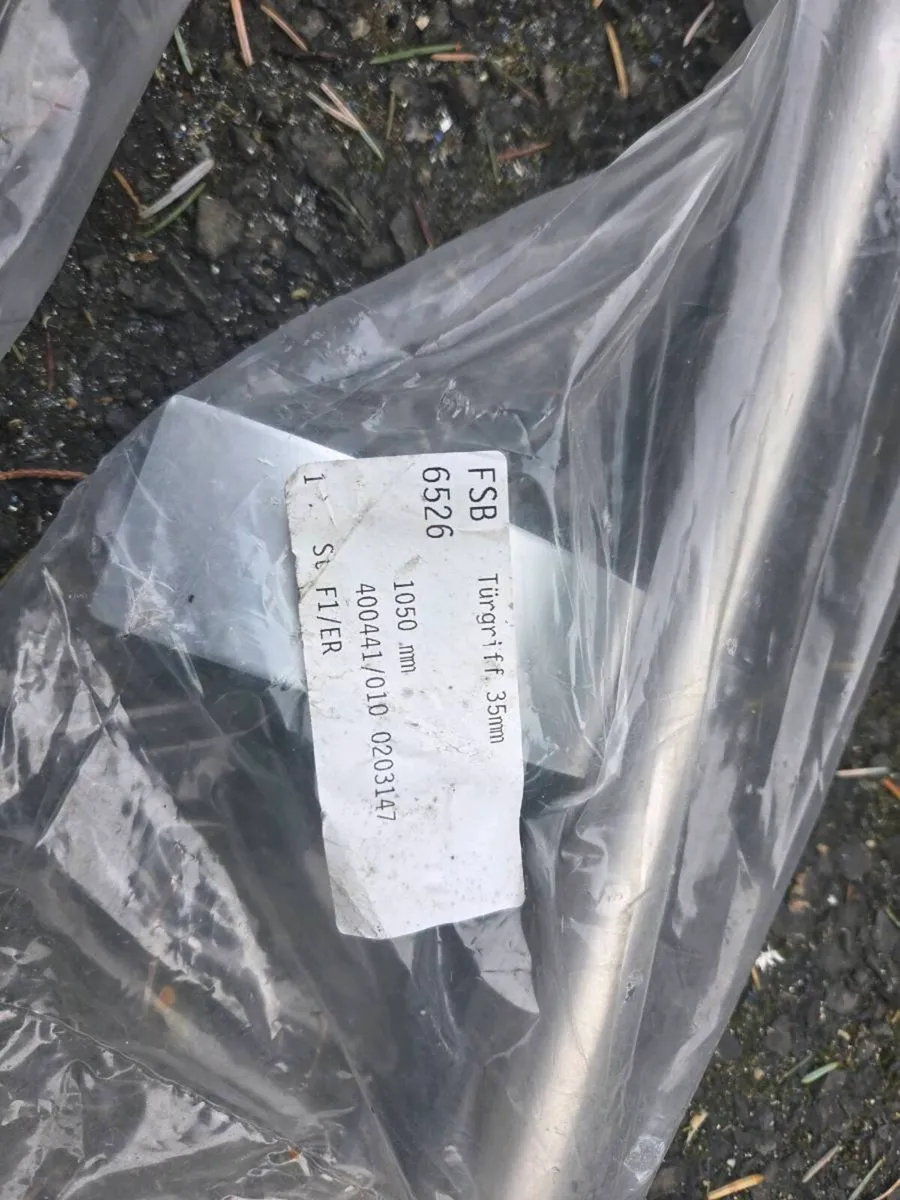 FSB Türgriff 35mm
6526
1050 mm
400441/010 0203147
1 St F1/ER